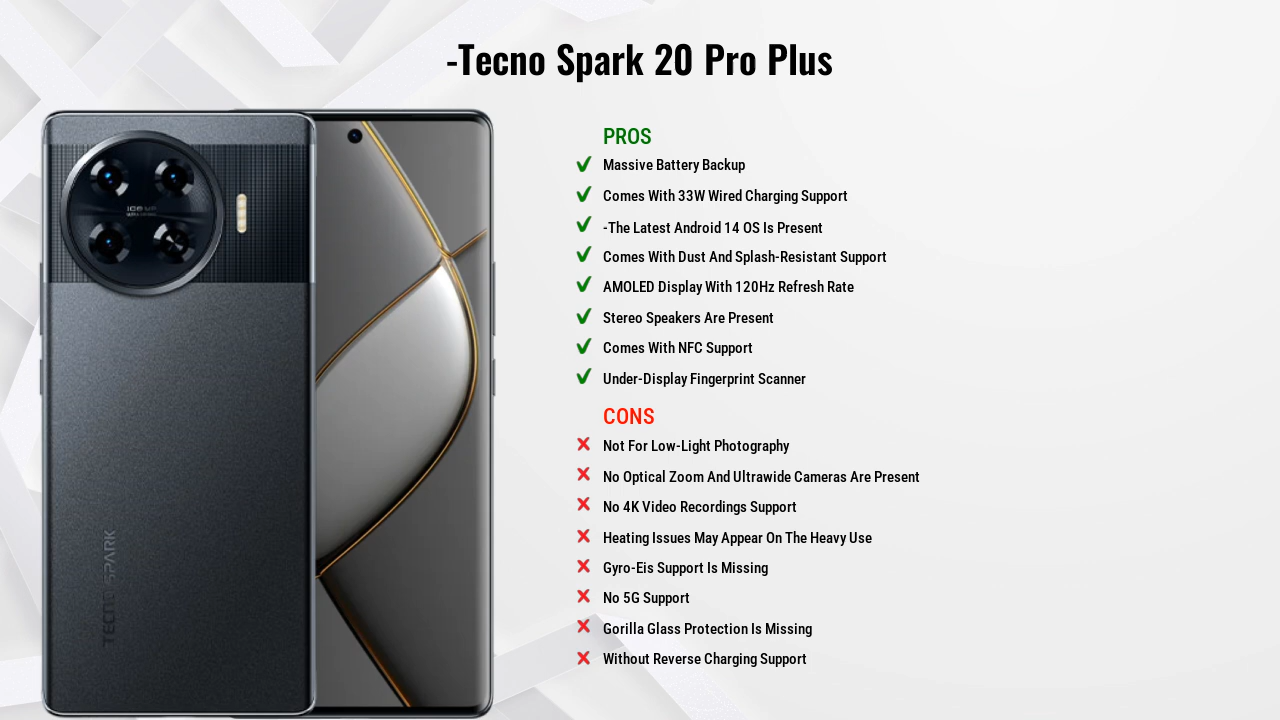 -Tecno Spark 20 Pro Plus
PROS
Massive Battery Backup
Comes With 33W Wired Charging Support
-The Latest Android 14 OS Is Present
Comes With Dust And Splash-Resistant Support
AMOLED Display With 120Hz Refresh Rate
Stereo Speakers Are Present
Comes With NFC Support
Under-Display Fingerprint Scanner
CONS
Not For Low-Light Photography
No Optical Zoom And Ultrawide Cameras Are Present
No 4K Video Recordings Support
Heating Issues May Appear On The Heavy Use
Gyro-Eis Support Is Missing
No 5G Support
Gorilla Glass Protection Is Missing
Without Reverse Charging Support
TECNO SPARK